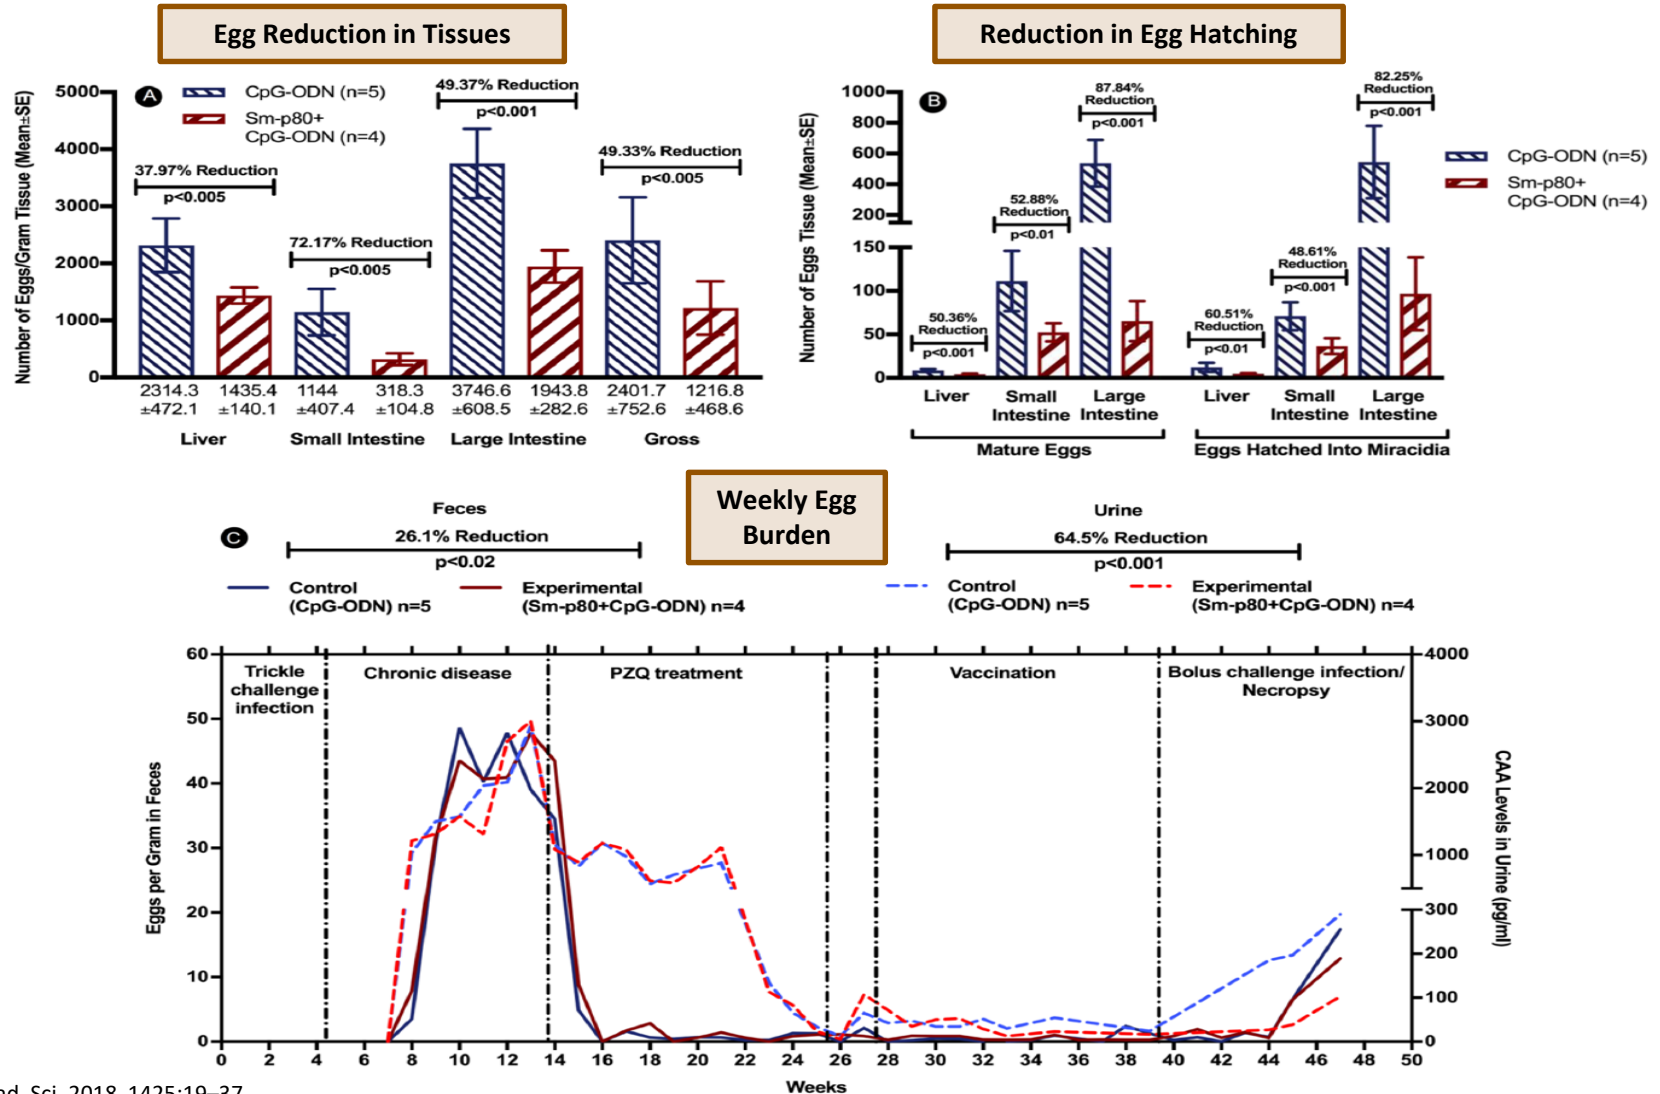 Egg Reduction in Tissues
Reduction in Egg Hatching
A
CpG-ODN (n=5)
Sm-p80+
CpG-ODN (n=4)
Number of Eggs/Gram Tissue (Mean±SE)
5000
4000
3000
2000
1000
0
37.97% Reduction
p<0.005
72.17% Reduction
p<0.005
49.37% Reduction
p<0.001
49.33% Reduction
p<0.005
2314.3 1435.4 1144 318.3 3746.6 1943.8 2401.7 1216.8
±472.1 ±140.1 ±407.4 ±104.8 ±608.5 ±282.6 ±752.6 ±468.6
Liver Small Intestine Large Intestine Gross
B
Number of Eggs Tissue (Mean±SE)
1000
800
600
400
200
150
100
50
0
50.36%
Reduction
p<0.001
52.88%
Reduction
p<0.01
87.84%
Reduction
p<0.001
60.51%
Reduction
p<0.01
48.61%
Reduction
p<0.001
82.25%
Reduction
p<0.001
CpG-ODN (n=5)
Sm-p80+
CpG-ODN (n=4)
Liver Small Large Liver Small Large
Intestine Intestine Intestine Intestine
Mature Eggs Eggs Hatched Into Miracidia
Weekly Egg
Burden
C
Feces
26.1% Reduction
p<0.02
Control
(CpG-ODN) n=5
Experimental
(Sm-p80+CpG-ODN) n=4
Urine
64.5% Reduction
p<0.001
Control
(CpG-ODN) n=5
Experimental
(Sm-p80+CpG-ODN) n=4
Eggs per Gram in Feces
60
50
40
30
20
10
0
Trickle
challenge
infection
Chronic disease
PZQ treatment
Vaccination
Bolus challenge infection/
Necropsy
4000
3000
2000
1000
300
200
100
0
CAA Levels in Urine (pg/ml)
0 2 4 6 8 10 12 14 16 18 20 22 24 26 28 30 32 34 36 38 40 42 44 46 48 50
Weeks
Sci. 2018. 1425:19–37